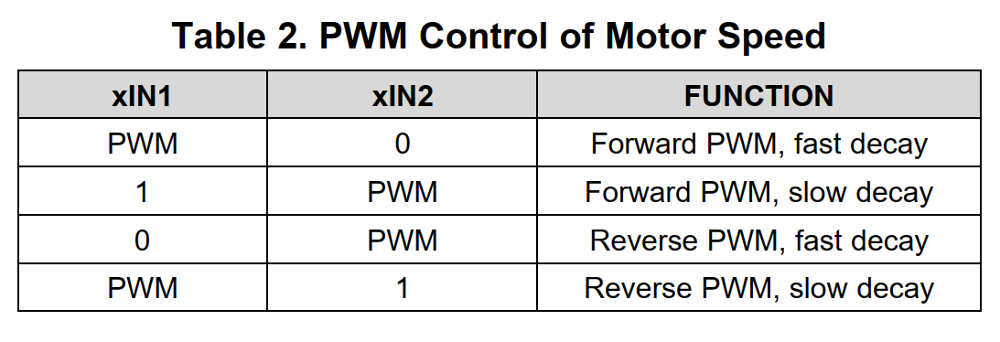 Table 2. PWM Control of Motor Speed
xIN1 xIN2 FUNCTION
PWM 0 Forward PWM, fast decay
1 PWM Forward PWM, slow decay
0 PWM Reverse PWM, fast decay
PWM 1 Reverse PWM, slow decay